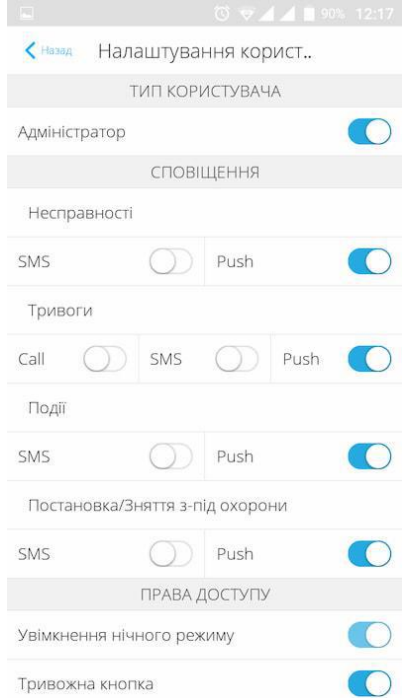 90% 12:17
Назад Налаштування корист..
ТИП КОРИСТУВАЧА
Адміністратор
СПОВІЩЕННЯ
Несправності
SMS Push
Тривоги
Call SMS Push
Події
SMS Push
Постановка/Зняття з-під охорони
SMS Push
ПРАВА ДОСТУПУ
Увімкнення нічного режиму
Тривожна кнопка